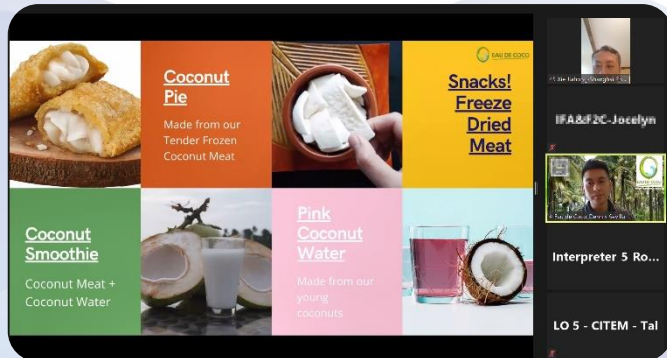 Coconut
Pie
Made from our
Tender Frozen
Coconut Meat
EAU DE COCO
Snacks!
Freeze
Dried
Meat
Coconut
Smoothie
Coconut Meat +
Coconut Water
Pink
Coconut
Water
Made from our
young
coconuts
IFA&F2C-Jocelyn
Interpreter 5 Ro...
LO 5 - CITEM - Tal